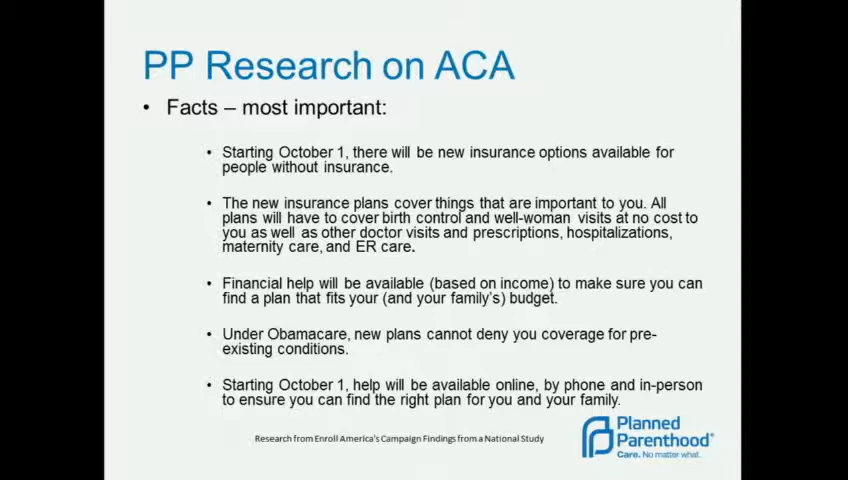 PP Research on ACA
• Facts – most important:
• Starting October 1, there will be new insurance options available for
people without insurance.
• The new insurance plans cover things that are important to you. All
plans will have to cover birth control and well-woman visits at no cost to
you as well as other doctor visits and prescriptions, hospitalizations,
maternity care, and ER care.
• Financial help will be available (based on income) to make sure you can
find a plan that fits your (and your family's) budget.
• Under Obamacare, new plans cannot deny you coverage for pre-
existing conditions.
• Starting October 1, help will be available online, by phone and in-person
to ensure you can find the right plan for you and your family.
Research from Enroll America's Campaign Findings from a National Study
Planned
Parenthood®
Care. No matter what.